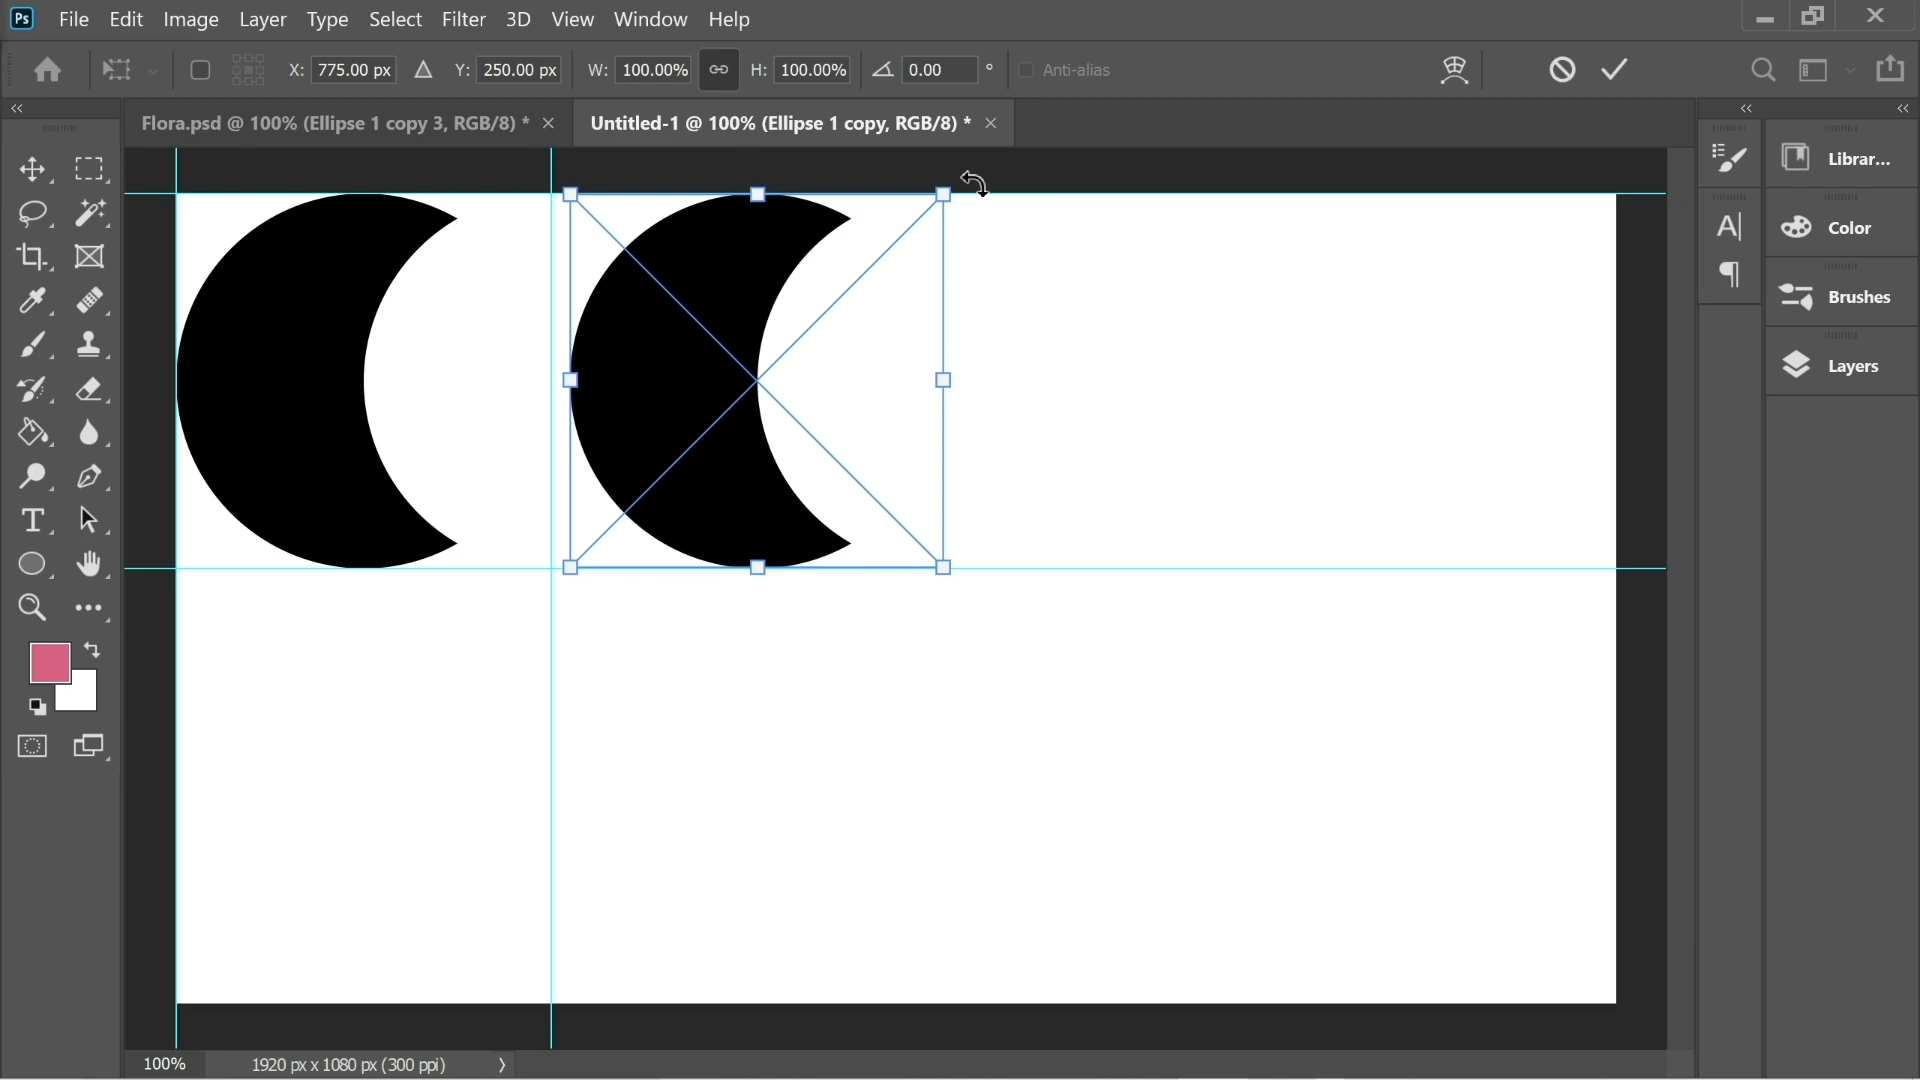 Ps File Edit Image Layer Type Select Filter 3D View Window Help
X: 775.00 px Y: 250.00 px W: 100.00% H: 100.00% 0.00 ° Anti-alias
Flora.psd @ 100% (Ellipse 1 copy 3, RGB/8) * Untitled-1 @ 100% (Ellipse 1 copy, RGB/8) *
Librar...
Color
Brushes
Layers
100% 1920 px x 1080 px (300 ppi)